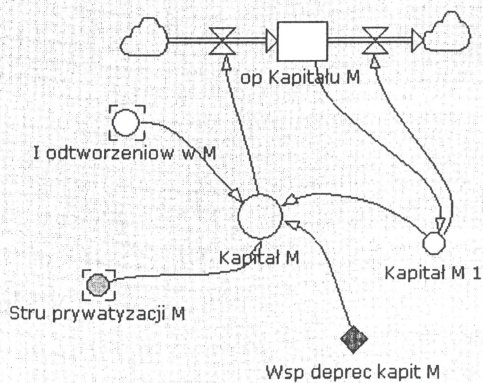 op Kapitału M
I odtworzeniow w M
Kapitał M
Kapitał M 1
Stru prywatyzacji M
Wsp deprec kapit M